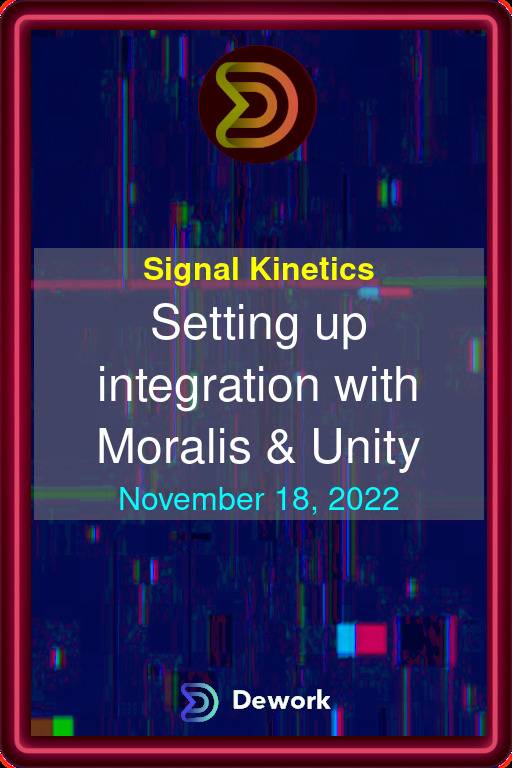 Signal Kinetics
Setting up
integration with
Moralis & Unity
November 18, 2022
Dework